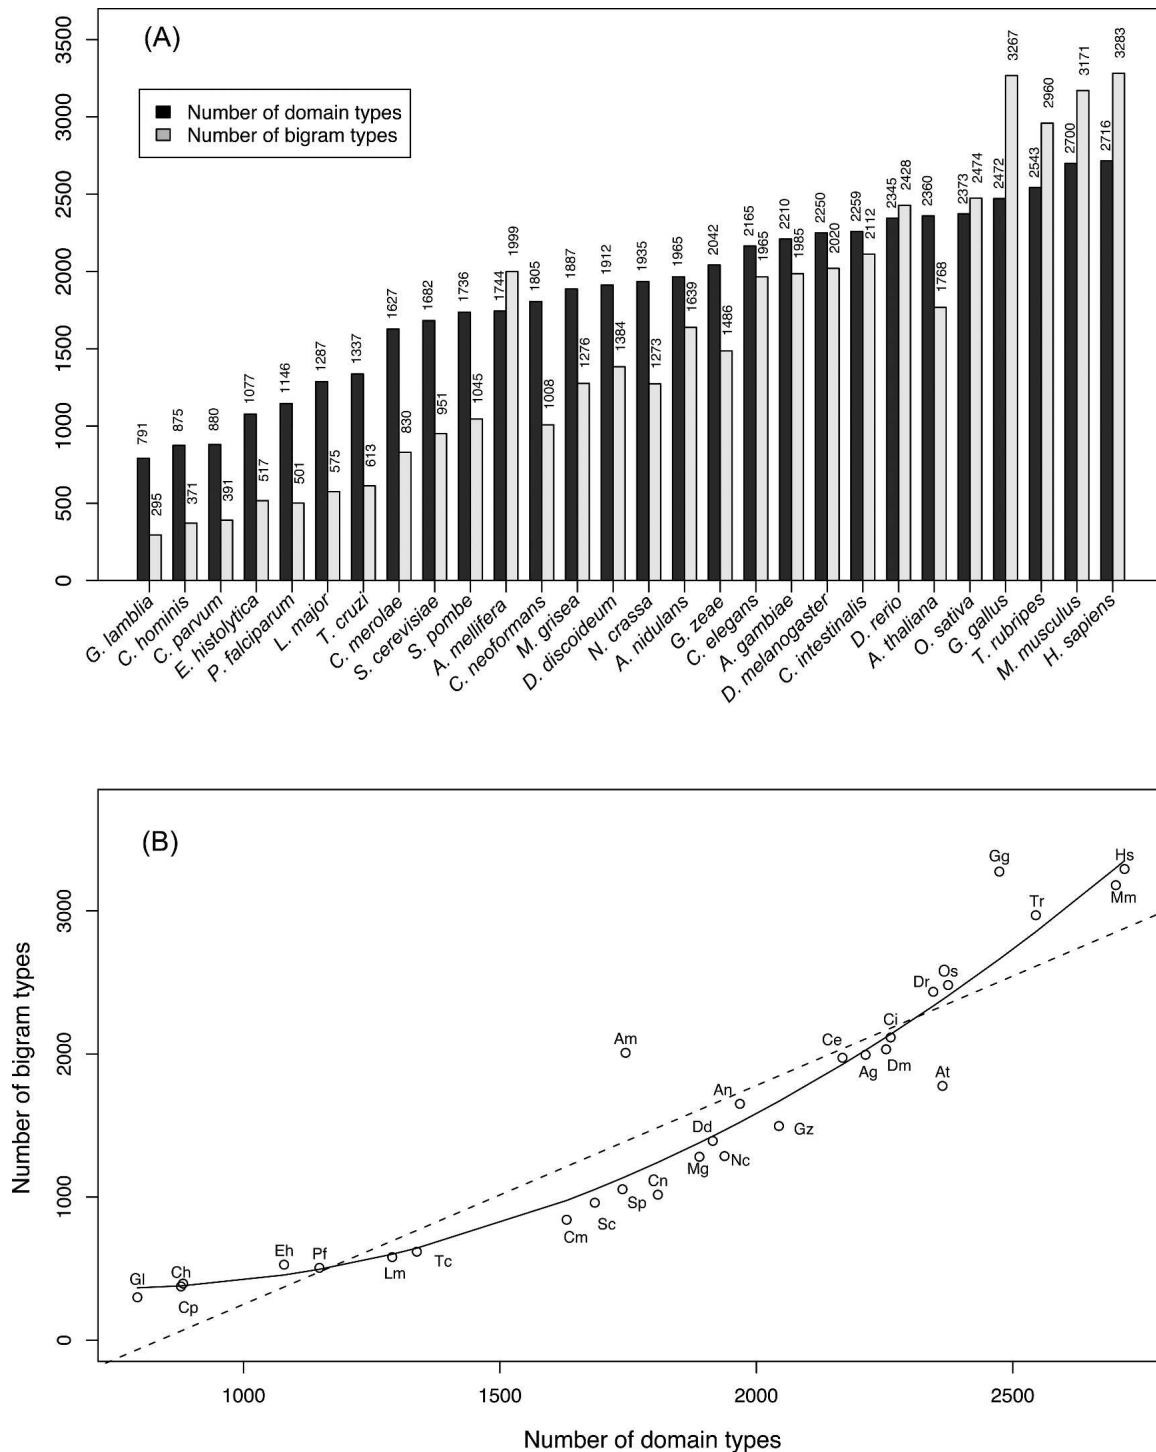 (A)
Number of domain types
Number of bigram types
3500
3000
2500
2000
1500
1000
500
0
791 295 875 371 880 391 1077 517 1146 501 1287 575 1337 613 1627 830 1682 951 1736 1045 1744 1999 1805 1008 1887 1276 1912 1384 1935 1273 1965 1639 2042 1486 2165 1965 2210 1985 2250 2020 2259 2112 2345 2428 2360 1768 2373 2474 2472 3267 2543 2960 2700 3171 2716 3283
G. lamblia
C. hominis
C. parvum
E. histolytica
P. falciparum
L. major
T. cruzi
C. merolae
S. cerevisiae
S. pombe
A. mellifera
C. neoformans
M. grisea
D. discoideum
N. crassa
A. nidulans
G. zeae
C. elegans
A. gambiae
D. melanogaster
C. intestinalis
D. rerio
A. thaliana
O. sativa
G. gallus
T. rubripes
M. musculus
H. sapiens
(B)
Number of bigram types
3000
2000
1000
0
Gl
Ch
Cp
Eh
Pf
Lm
Tc
Cm
Sc
Sp
Am
Cn
Mg
Dd
Nc
An
Gz
Ce
Ag
Dm
Ci
Dr
At
Os
Gg
Tr
Mm
Hs
1000 1500 2000 2500
Number of domain types